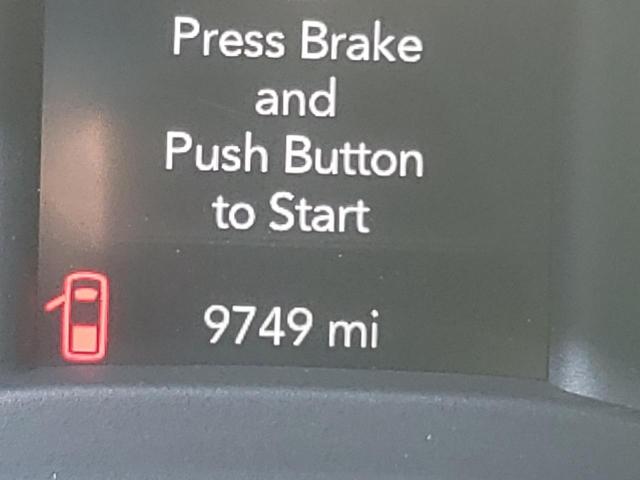 Press Brake
and
Push Button
to Start
9749 mi